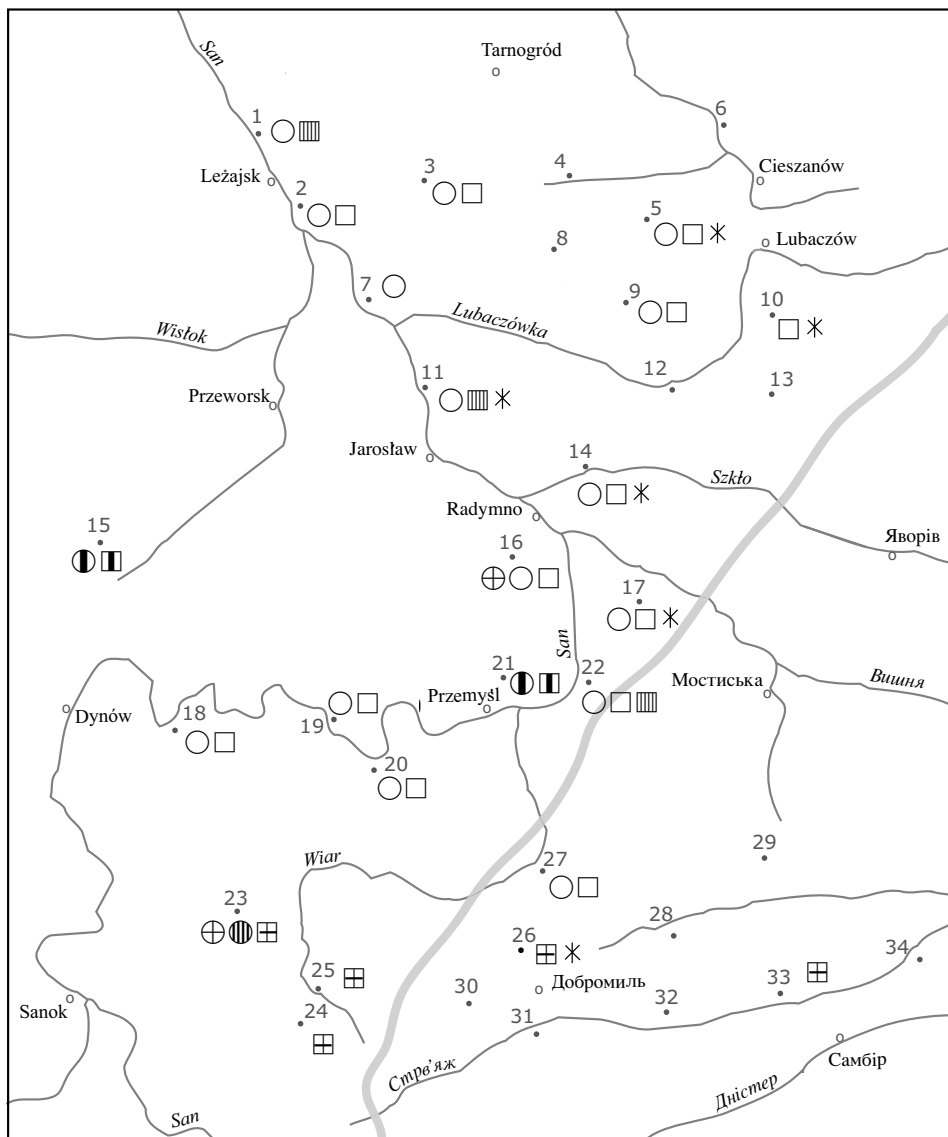 San
Tarnogród
6
1
Leżajsk
3
4
Cieszanów
2
5
8
Lubaczów
7
9
10
Wisłok
Lubaczówka
Przeworsk
11
12
13
Jarosław
14
Szkło
Radymno
15
16
Яворів
17
San
21
22
Мостиська
Вишня
Dynów
18
19
Przemyśl
20
Wiar
27
29
23
28
26
34
25
Добромиль
33
Sanok
30
32
24
31
Самбір
Стрв'яж
Дністер
San